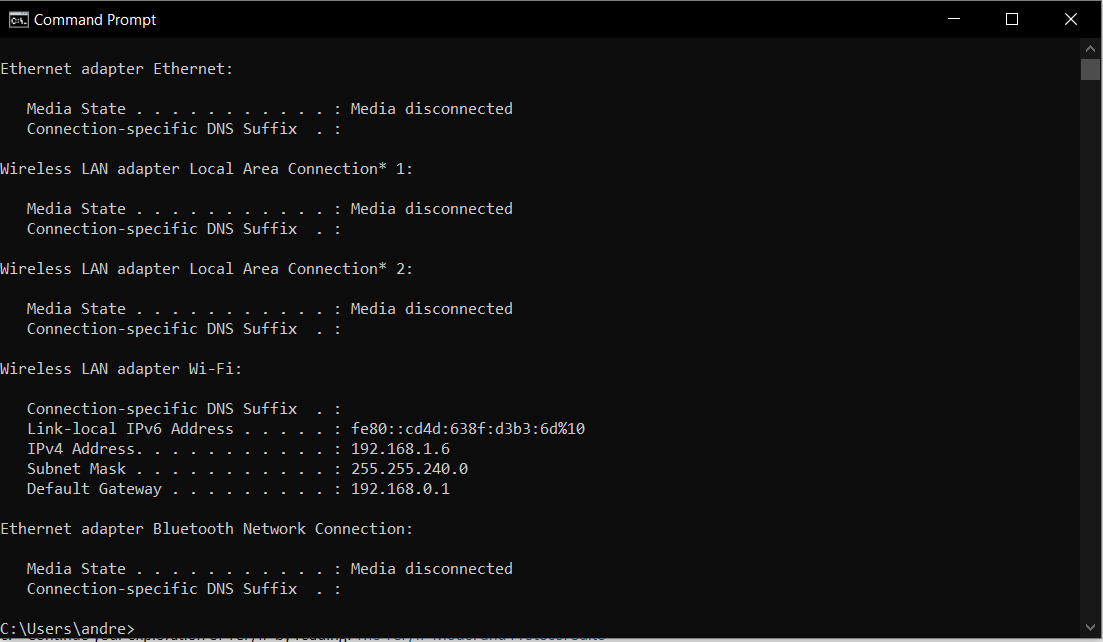 Command Prompt
Ethernet adapter Ethernet:
Media State . . . . . . . . . . . : Media disconnected
Connection-specific DNS Suffix  . :
Wireless LAN adapter Local Area Connection* 1:
Media State . . . . . . . . . . . : Media disconnected
Connection-specific DNS Suffix  . :
Wireless LAN adapter Local Area Connection* 2:
Media State . . . . . . . . . . . : Media disconnected
Connection-specific DNS Suffix  . :
Wireless LAN adapter Wi-Fi:
Connection-specific DNS Suffix  . :
Link-local IPv6 Address . . . . . : fe80::cd4d:638f:d3b3:6d%10
IPv4 Address. . . . . . . . . . . : 192.168.1.6
Subnet Mask . . . . . . . . . . . : 255.255.240.0
Default Gateway . . . . . . . . . : 192.168.0.1
Ethernet adapter Bluetooth Network Connection:
Media State . . . . . . . . . . . : Media disconnected
Connection-specific DNS Suffix  . :
C:\Users\andre>